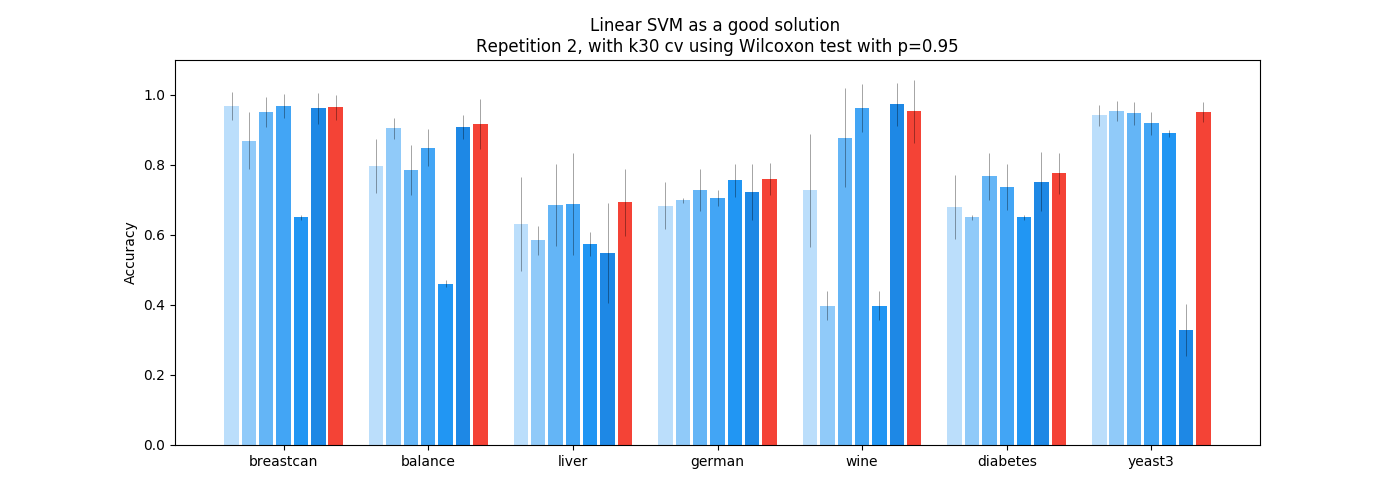 Linear SVM as a good solution
Repetition 2, with k30 cv using Wilcoxon test with p=0.95
Accuracy
1.0
0.8
0.6
0.4
0.2
0.0
breastcan
balance
liver
german
wine
diabetes
yeast3